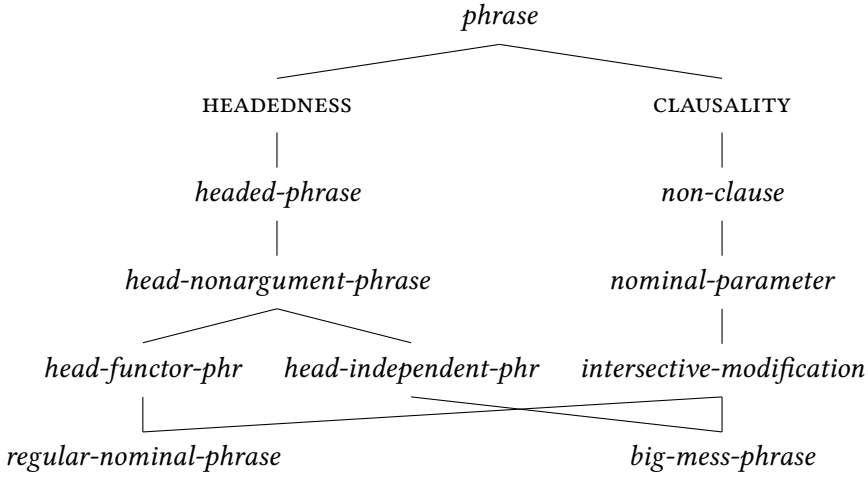 phrase
HEADEDNESS CLAUSALITY
headed-phrase non-clause
head-nonargument-phrase nominal-parameter
head-functor-phr head-independent-phr intersective-modification
regular-nominal-phrase big-mess-phrase